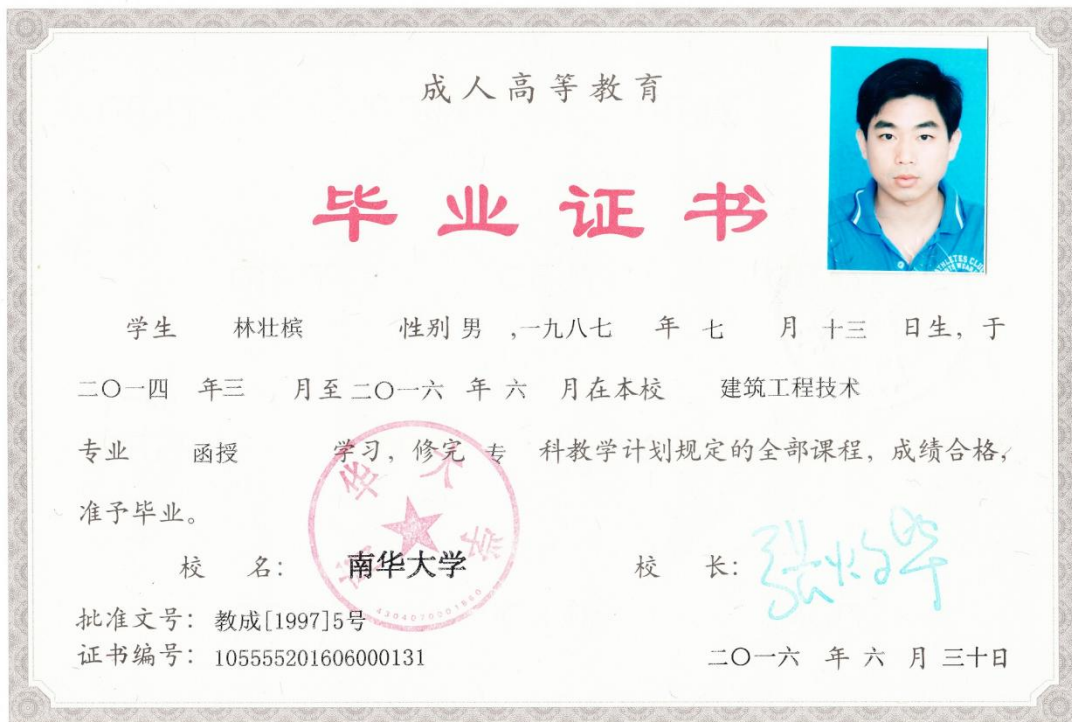 成人高等教育
毕业证书
学生 林壮槟 性别 男 ,一九八七 年 七 月 十三 日生, 于
二〇一四 年三 月至 二〇一六 年 六 月在本校 建筑工程技术
专业 函授 学习, 修完 专 科教学计划规定的全部课程, 成绩合格,
准予毕业。
校 名: 南华大学 校 长:
批准文号: 教成[1997]5号
证书编号: 105555201606000131
二〇一六 年 六 月 三十日
南华大学